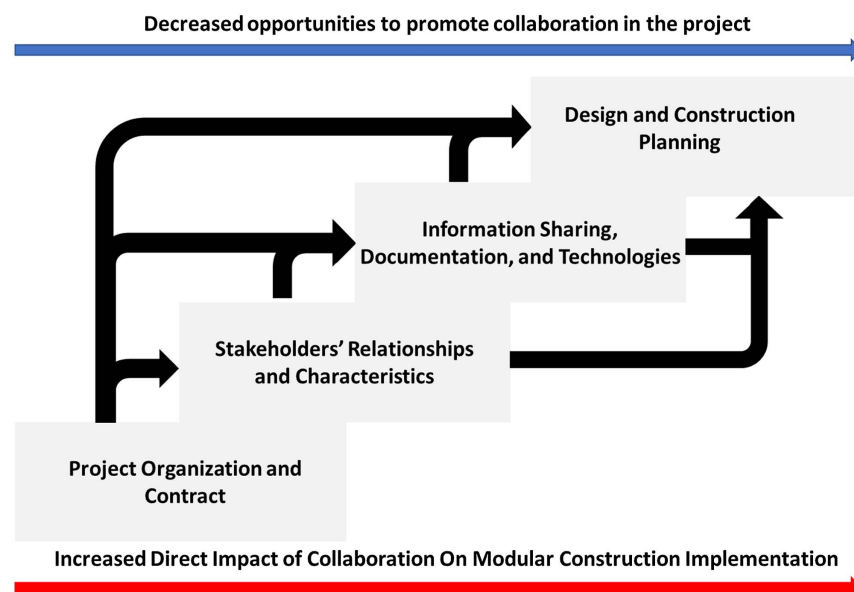 Decreased opportunities to promote collaboration in the project
Design and Construction
Planning
Information Sharing,
Documentation, and Technologies
Stakeholders’ Relationships
and Characteristics
Project Organization and
Contract
Increased Direct Impact of Collaboration On Modular Construction Implementation